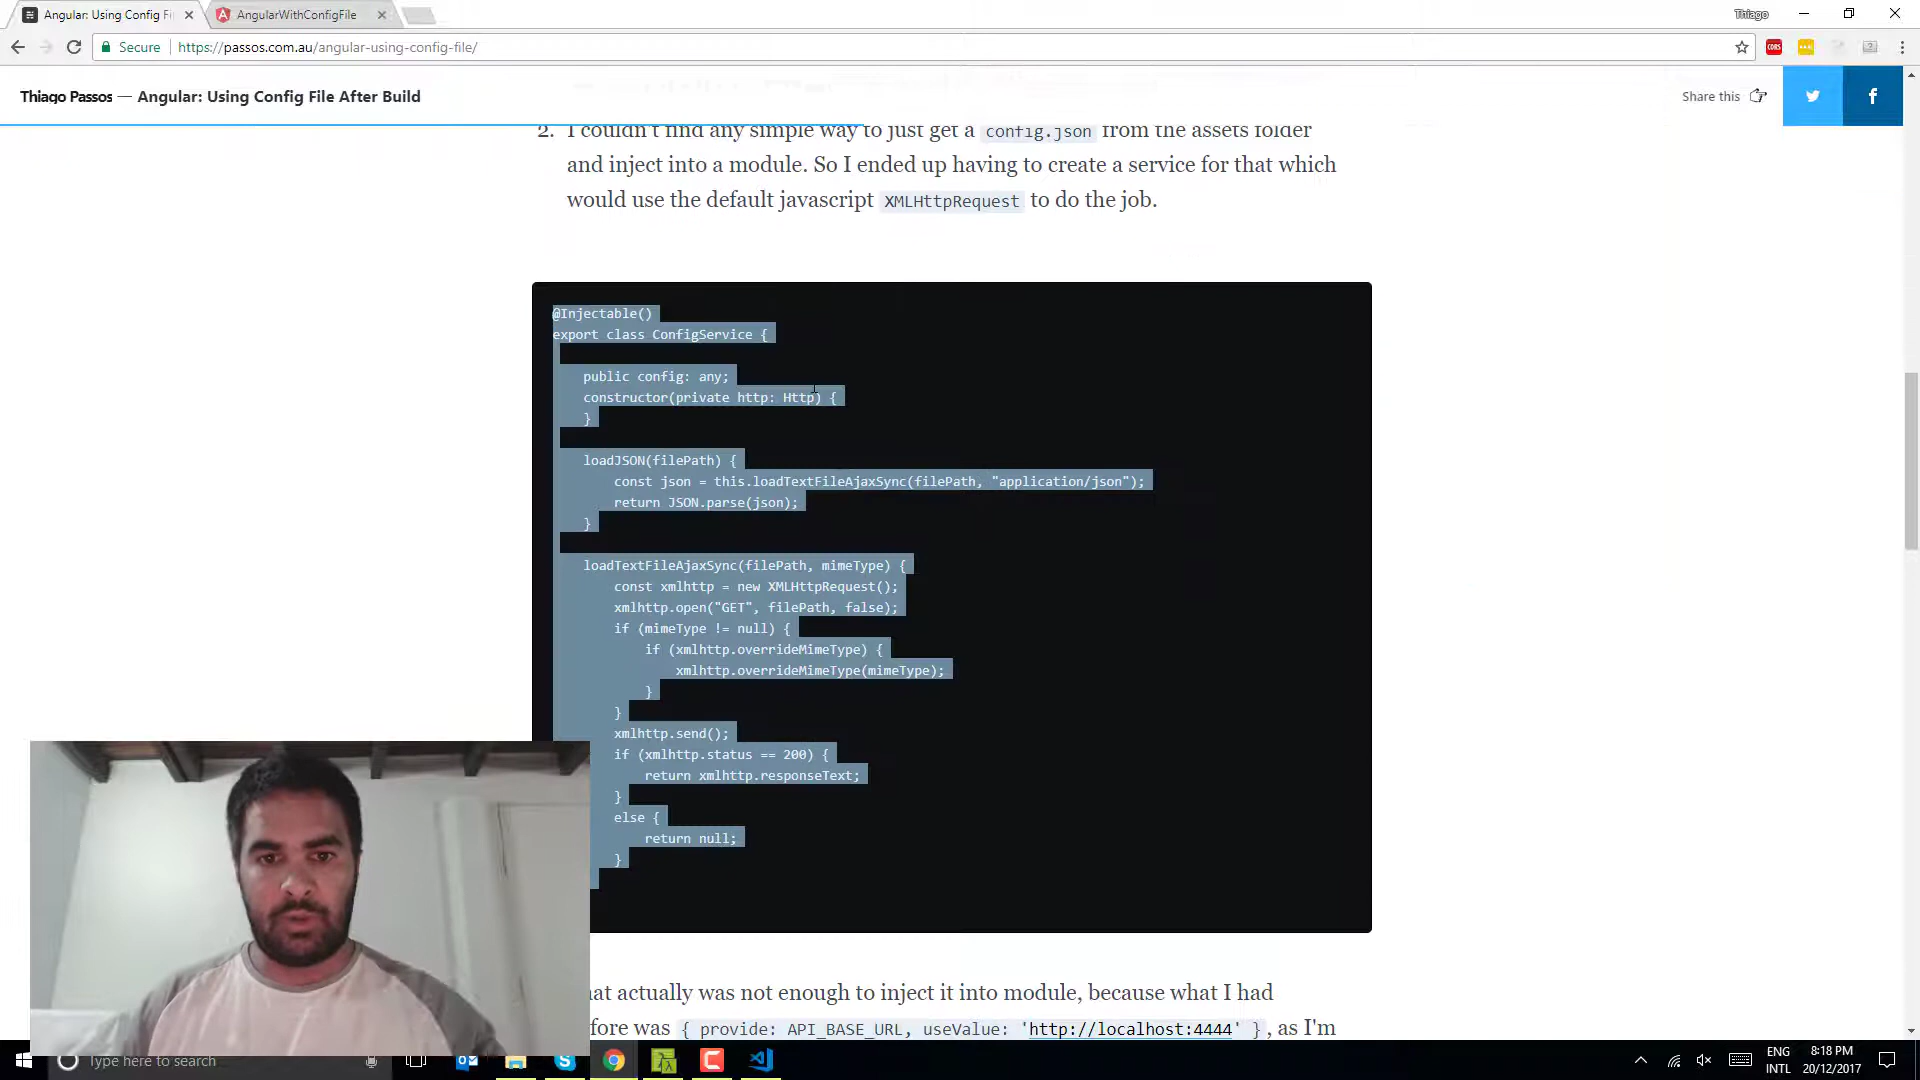 Angular: Using Config Fi
AngularWithConfigFile
Thiago
Secure
https://passos.com.au/angular-using-config-file/
Thiago Passos — Angular: Using Config File After Build
Share this
2. I couldn't find any simple way to just get a config.json from the assets folder
and inject into a module. So I ended up having to create a service for that which
would use the default javascript XMLHttpRequest to do the job.
@Injectable()
export class ConfigService {
public config: any;
constructor(private http: Http) {
}
loadJSON(filePath) {
const json = this.loadTextFileAjaxSync(filePath, "application/json");
return JSON.parse(json);
}
loadTextFileAjaxSync(filePath, mimeType) {
const xmlhttp = new XMLHttpRequest();
xmlhttp.open("GET", filePath, false);
if (mimeType != null) {
if (xmlhttp.overrideMimeType) {
xmlhttp.overrideMimeType(mimeType);
}
}
xmlhttp.send();
if (xmlhttp.status == 200) {
return xmlhttp.responseText;
}
else {
return null;
}
at actually was not enough to inject it into module, because what I had
fore was { provide: API_BASE_URL, useValue: 'http://localhost:4444' }, as I'm
Type here to search
ENG
INTL
8:18 PM
20/12/2017